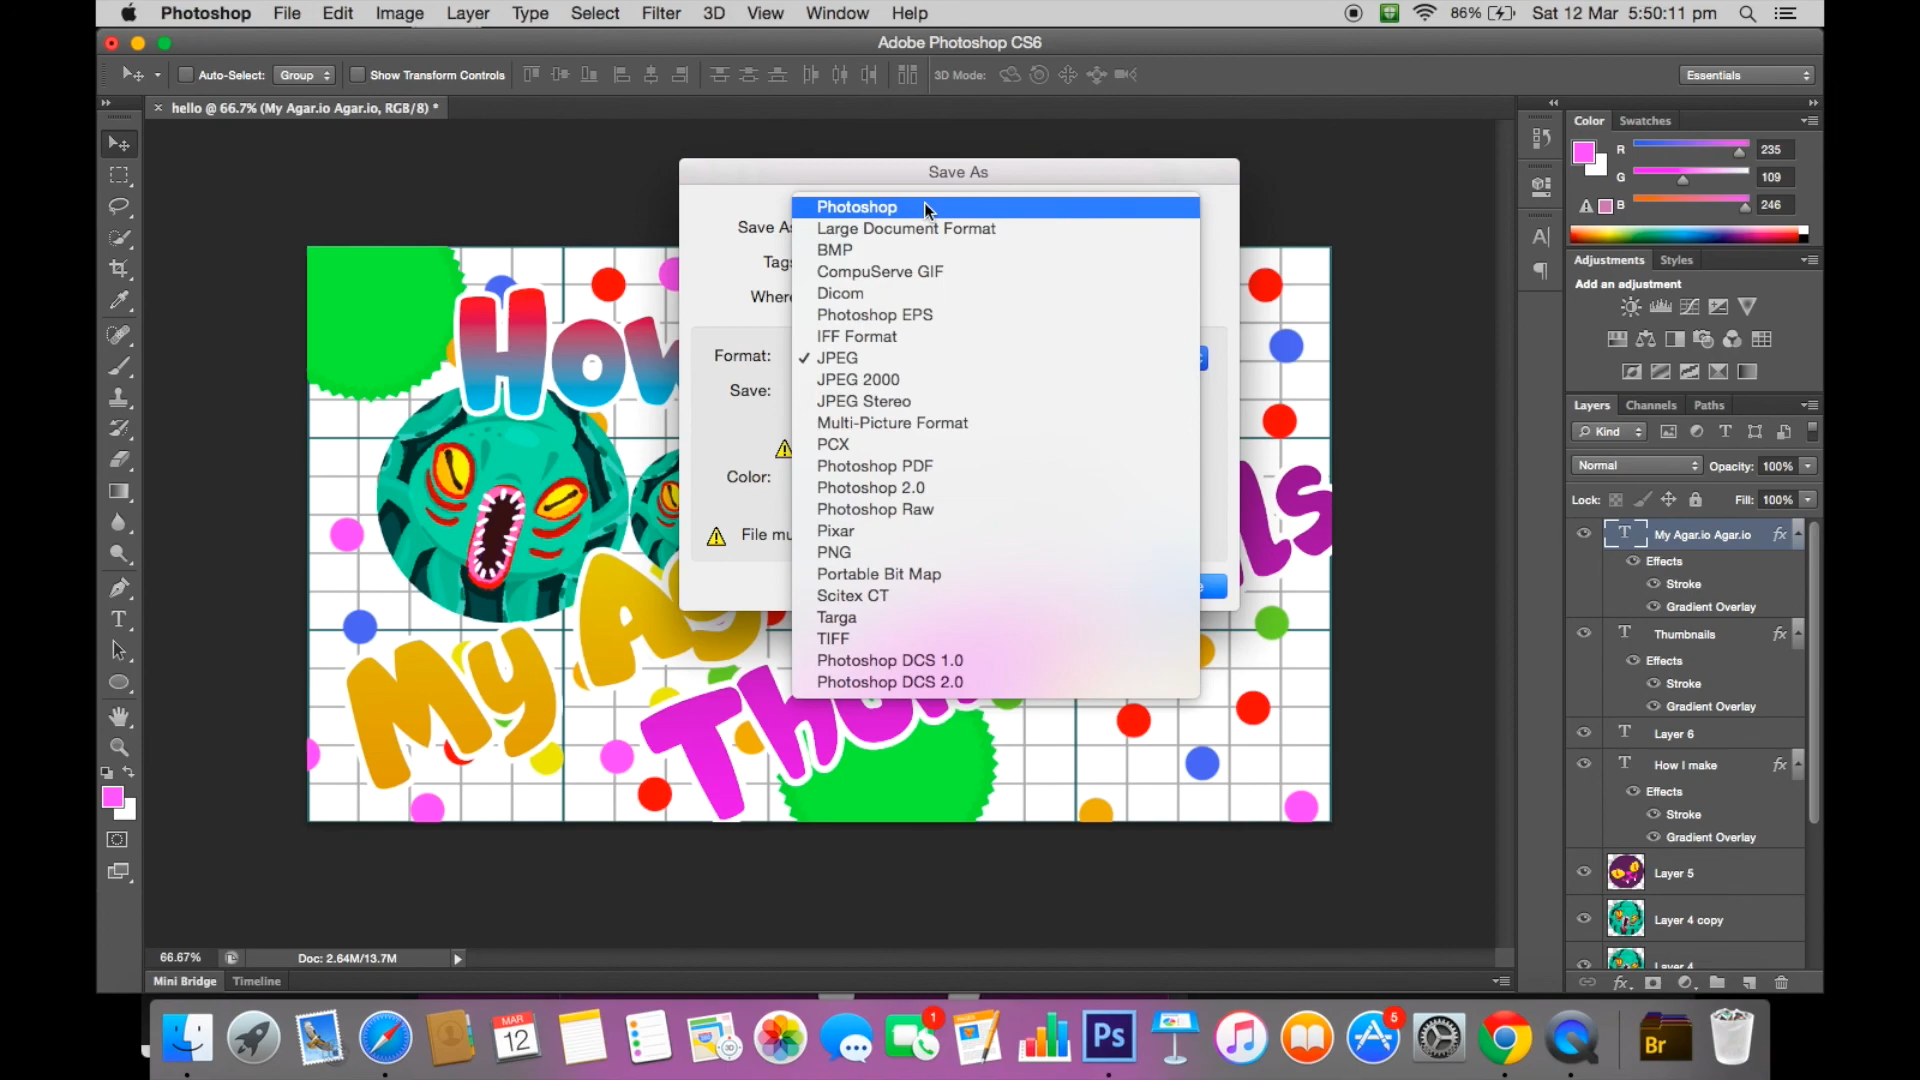 Photoshop File Edit Image Layer Type Select Filter 3D View Window Help 86% Sat 12 Mar 5:50:11 pm
Adobe Photoshop CS6
Auto-Select: Group Show Transform Controls 3D Mode: Essentials
× hello @ 66.7% (My Agar.io Agar.io, RGB/8) *
Save As
Save As
Tags
Where
Format:
Save:
Color:
File mu
Photoshop
Large Document Format
BMP
CompuServe GIF
Dicom
Photoshop EPS
IFF Format
✓ JPEG
JPEG 2000
JPEG Stereo
Multi-Picture Format
PCX
Photoshop PDF
Photoshop 2.0
Photoshop Raw
Pixar
PNG
Portable Bit Map
Scitex CT
Targa
TIFF
Photoshop DCS 1.0
Photoshop DCS 2.0
How
My Ag
Thum
ls
Color Swatches
R 235
G 109
B 246
Adjustments Styles
Add an adjustment
Layers Channels Paths
Kind
Normal Opacity: 100%
Lock: Fill: 100%
My Agar.io Agar.io fx
Effects
Stroke
Gradient Overlay
Thumbnails fx
Effects
Stroke
Gradient Overlay
Layer 6
How I make fx
Effects
Stroke
Gradient Overlay
Layer 5
Layer 4 copy
Layer 4
66.67% Doc: 2.64M/13.7M
Mini Bridge Timeline
MAR
12
3D
1
Ps
5
Br